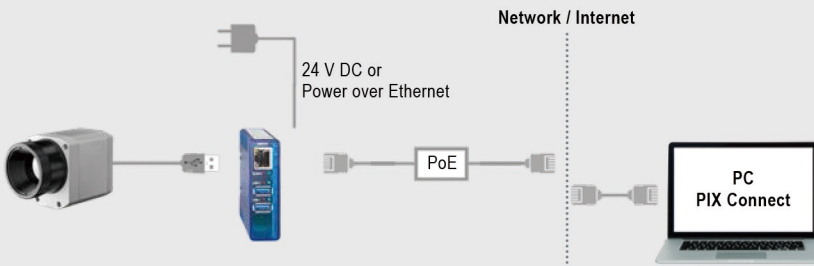 Network / Internet
24 V DC or
Power over Ethernet
PoE
PC
PIX Connect